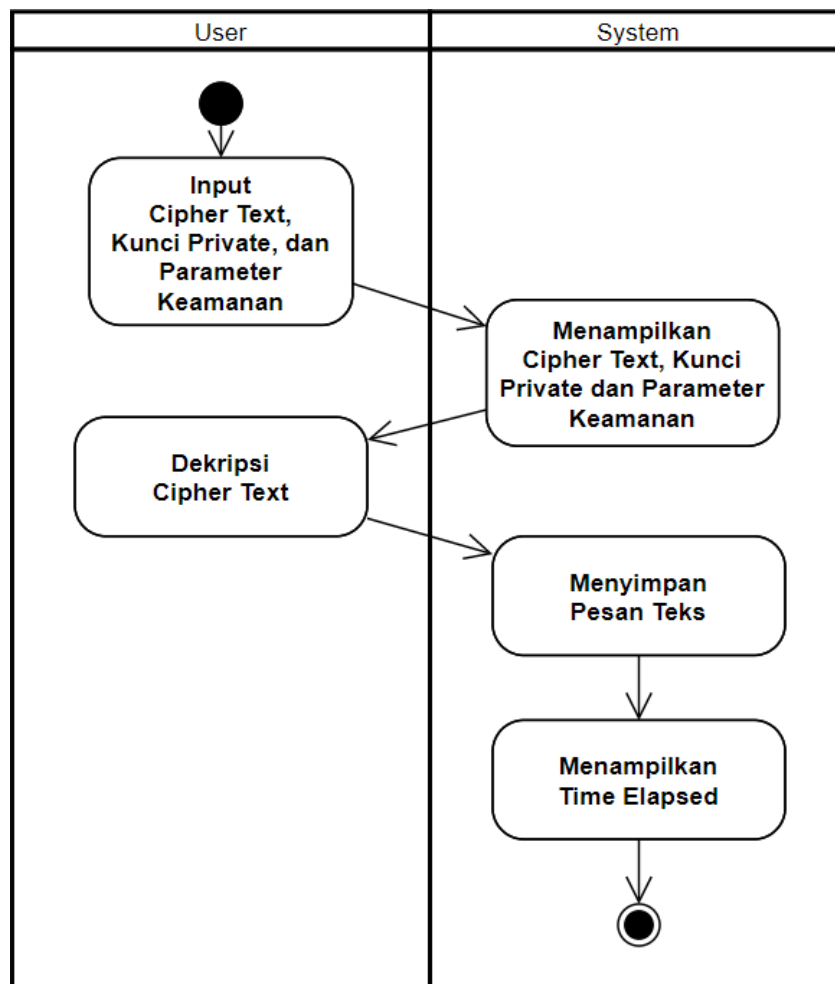 User
System
Input
Cipher Text,
Kunci Private, dan
Parameter
Keamanan
Menampilkan
Cipher Text, Kunci
Private dan Parameter
Keamanan
Dekripsi
Cipher Text
Menyimpan
Pesan Teks
Menampilkan
Time Elapsed